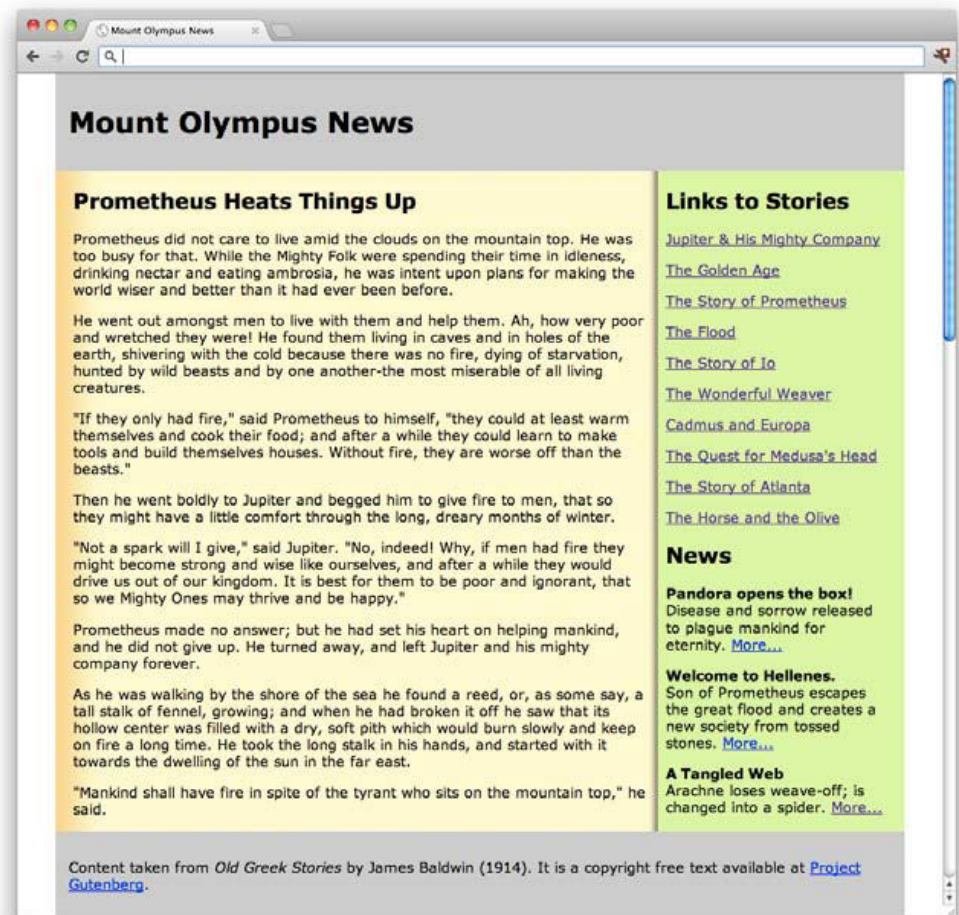 Mount Olympus News
Mount Olympus News
Prometheus Heats Things Up
Prometheus did not care to live amid the clouds on the mountain top. He was
too busy for that. While the Mighty Folk were spending their time in idleness,
drinking nectar and eating ambrosia, he was intent upon plans for making the
world wiser and better than it had ever been before.
He went out amongst men to live with them and help them. Ah, how very poor
and wretched they were! He found them living in caves and in holes of the
earth, shivering with the cold because there was no fire, dying of starvation,
hunted by wild beasts and by one another-the most miserable of all living
creatures.
"If they only had fire," said Prometheus to himself, "they could at least warm
themselves and cook their food; and after a while they could learn to make
tools and build themselves houses. Without fire, they are worse off than the
beasts."
Then he went boldly to Jupiter and begged him to give fire to men, that so
they might have a little comfort through the long, dreary months of winter.
"Not a spark will I give," said Jupiter. "No, indeed! Why, if men had fire they
might become strong and wise like ourselves, and after a while they would
drive us out of our kingdom. It is best for them to be poor and ignorant, that
so we Mighty Ones may thrive and be happy."
Prometheus made no answer; but he had set his heart on helping mankind,
and he did not give up. He turned away, and left Jupiter and his mighty
company forever.
As he was walking by the shore of the sea he found a reed, or, as some say, a
tall stalk of fennel, growing; and when he had broken it off he saw that its
hollow center was filled with a dry, soft pith which would burn slowly and keep
on fire a long time. He took the long stalk in his hands, and started with it
towards the dwelling of the sun in the far east.
"Mankind shall have fire in spite of the tyrant who sits on the mountain top," he
said.
Links to Stories
Jupiter & His Mighty Company
The Golden Age
The Story of Prometheus
The Flood
The Story of Io
The Wonderful Weaver
Cadmus and Europa
The Quest for Medusa's Head
The Story of Atlanta
The Horse and the Olive
News
Pandora opens the box!
Disease and sorrow released
to plague mankind for
eternity. More...
Welcome to Hellenes.
Son of Prometheus escapes
the great flood and creates a
new society from tossed
stones. More...
A Tangled Web
Arachne loses weave-off; is
changed into a spider. More...
Content taken from Old Greek Stories by James Baldwin (1914). It is a copyright free text available at Project
Gutenberg.